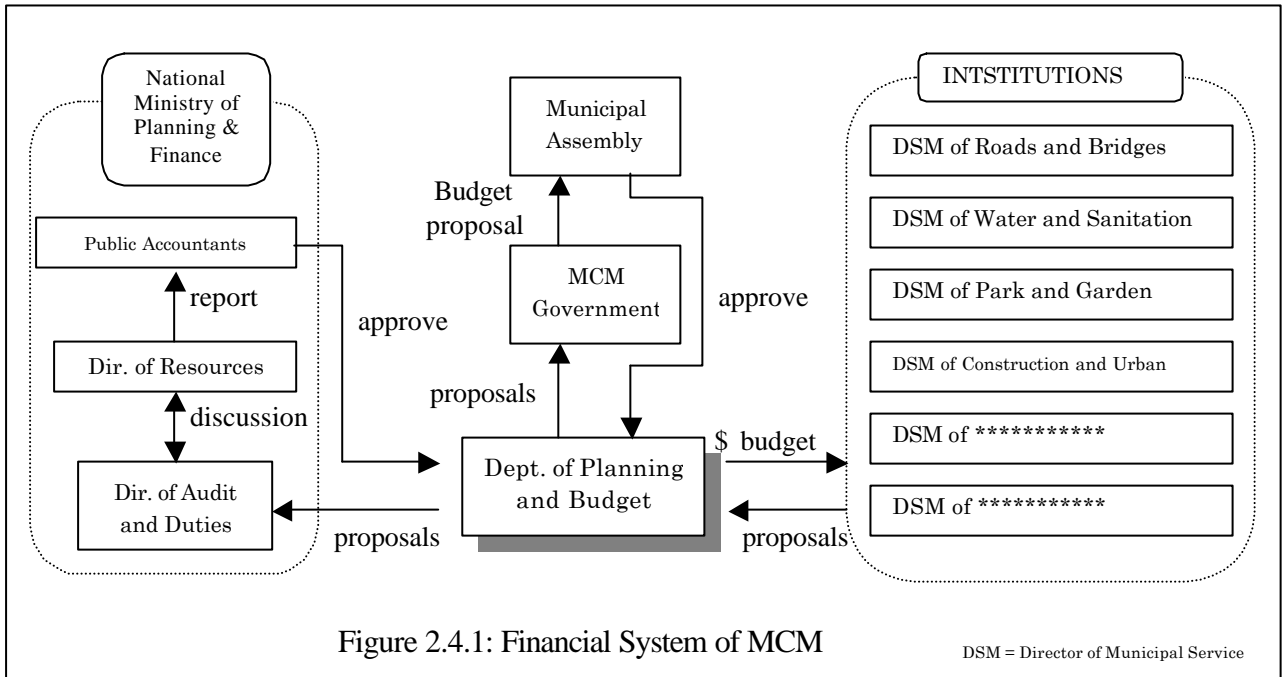 National
Ministry of
Planning &
Finance
Public Accountants
report
Dir. of Resources
discussion
Dir. of Audit
and Duties
approve
proposals
Municipal
Assembly
Budget
proposal
MCM
Government
approve
proposals
Dept. of Planning
and Budget
$ budget
proposals
INTSTITUTIONS
DSM of Roads and Bridges
DSM of Water and Sanitation
DSM of Park and Garden
DSM of Construction and Urban
DSM of ***********
DSM of ***********
Figure 2.4.1: Financial System of MCM
DSM = Director of Municipal Service